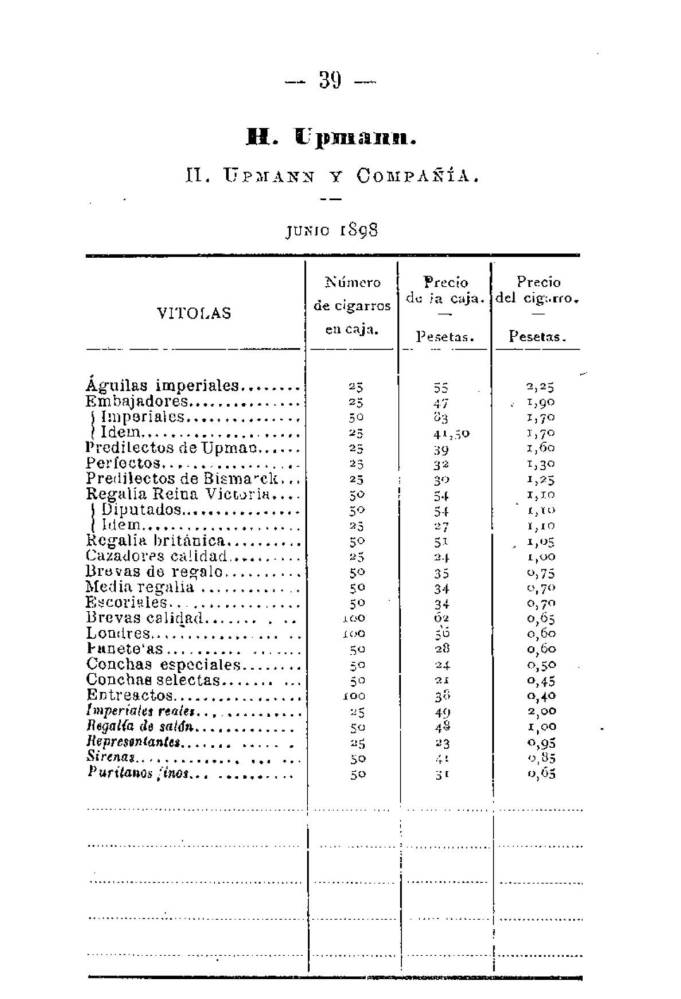 — 39 —
H. Upmann.
H. UPMANN Y COMPAÑÍA.
JUNIO 1898
VITOLAS Número de cigarros en caja. Precio de la caja. — Pesetas. Precio del cigarro. — Pesetas.
Águilas imperiales........ 25 55 2,25
Embajadores............... 25 47 1,90
{ Imperiales............... 50 83 1,70
{ Idem..................... 25 41,50 1,70
Predilectos de Upman...... 25 39 1,60
Perfectos................. 25 32 1,30
Predilectos de Bismarck... 25 30 1,25
Regalía Reina Victoria.... 50 54 1,10
{ Diputados................ 50 54 1,10
{ Idem..................... 25 27 1,10
Regalía británica......... 50 51 1,05
Cazadores calidad......... 25 24 1,00
Brevas de regalo.......... 50 35 0,75
Media regalía ............ 50 34 0,70
Escoriales................ 50 34 0,70
Brevas calidad............ 100 62 0,65
Londres................... 100 56 0,60
Panetelas ................ 50 28 0,60
Conchas especiales........ 50 24 0,50
Conchas selectas.......... 50 21 0,45
Entreactos................ 100 38 0,40
Imperiales reales......... 25 49 2,00
Regalía de salón.......... 50 48 1,00
Representantes............ 25 23 0,95
Sirenas................... 50 41 0,85
Puritanos finos........... 50 31 0,65